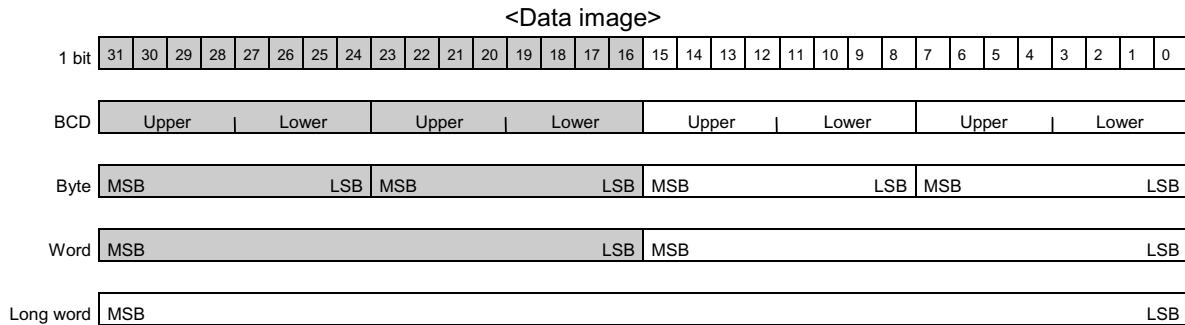 <Data image>
1 bit 31 30 29 28 27 26 25 24 23 22 21 20 19 18 17 16 15 14 13 12 11 10 9 8 7 6 5 4 3 2 1 0
BCD Upper Lower Upper Lower Upper Lower Upper Lower
Byte MSB LSB MSB LSB MSB LSB MSB LSB
Word MSB LSB MSB LSB
Long word MSB LSB